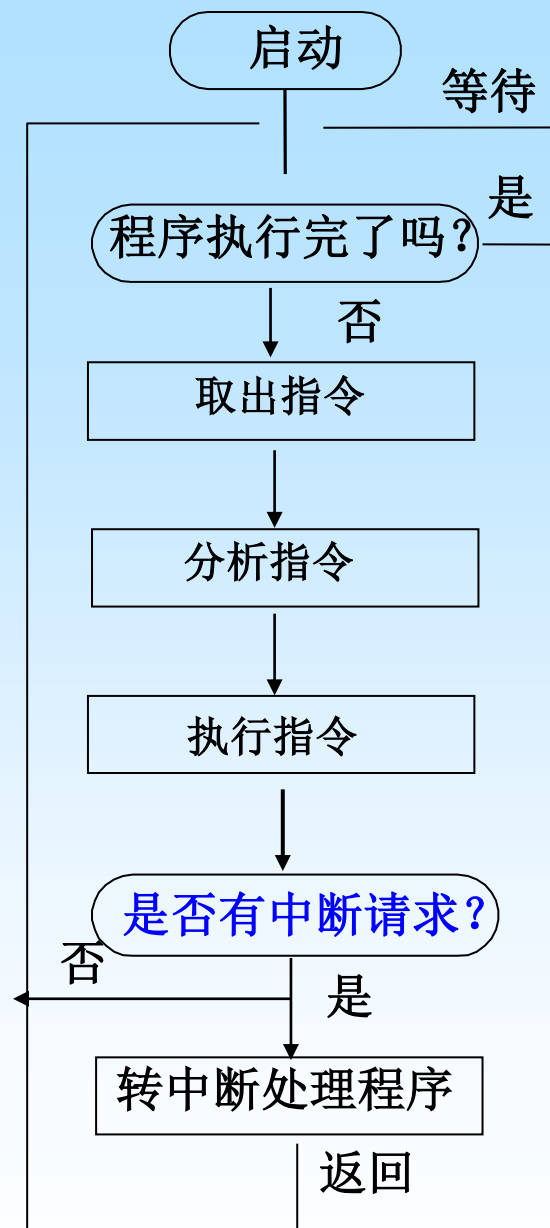 启动
等待
是
程序执行完了吗？
否
取出指令
分析指令
执行指令
是否有中断请求？
否
是
转中断处理程序
返回